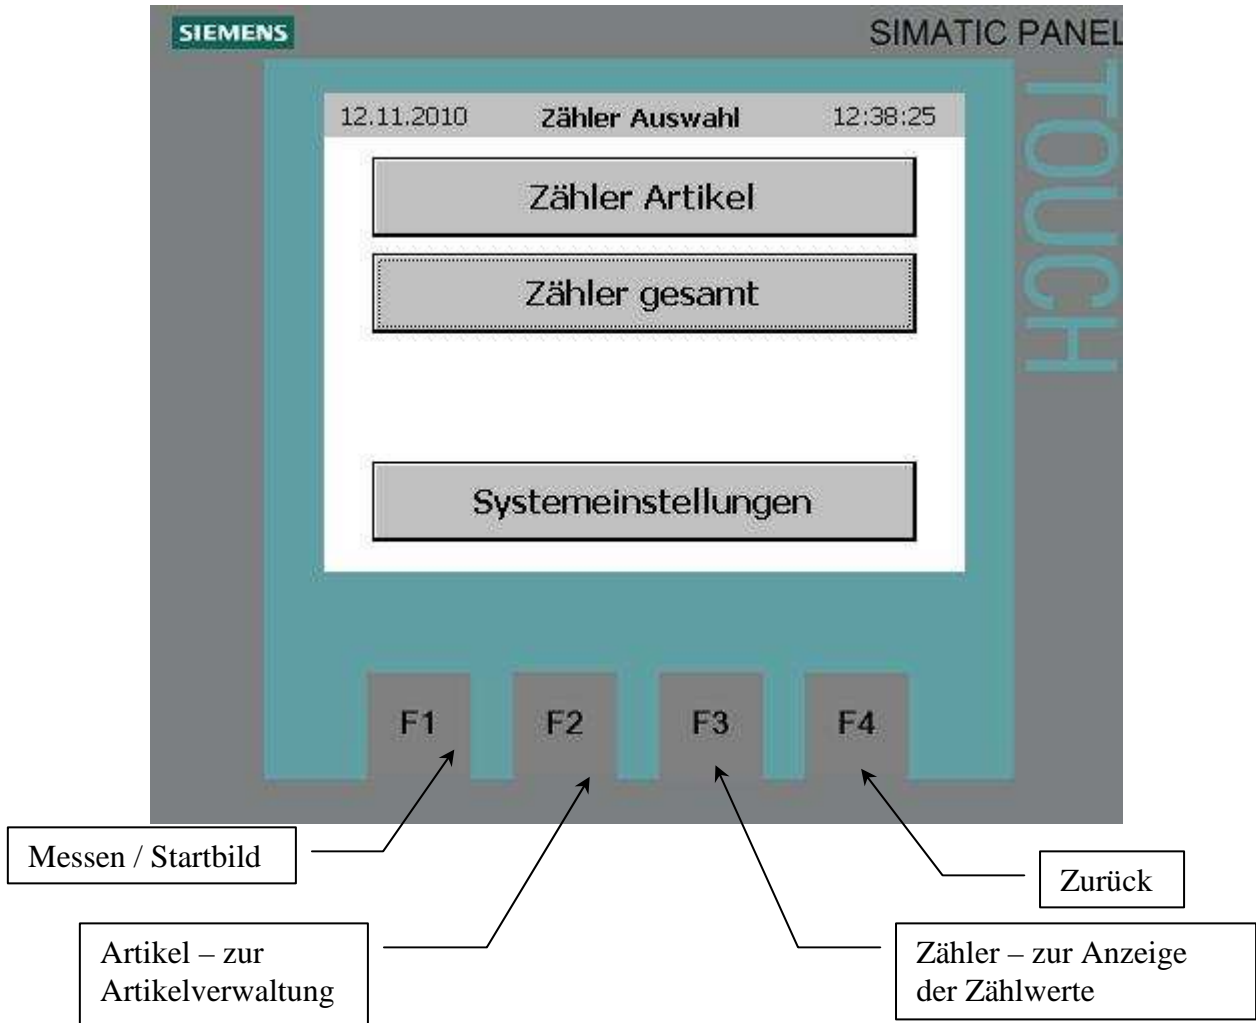 SIEMENS
SIMATIC PANEL
TOUCH
12.11.2010 Zähler Auswahl 12:38:25
Zähler Artikel
Zähler gesamt
Systemeinstellungen
F1 F2 F3 F4
Messen / Startbild
Zurück
Artikel – zur
Artikelverwaltung
Zähler – zur Anzeige
der Zählwerte